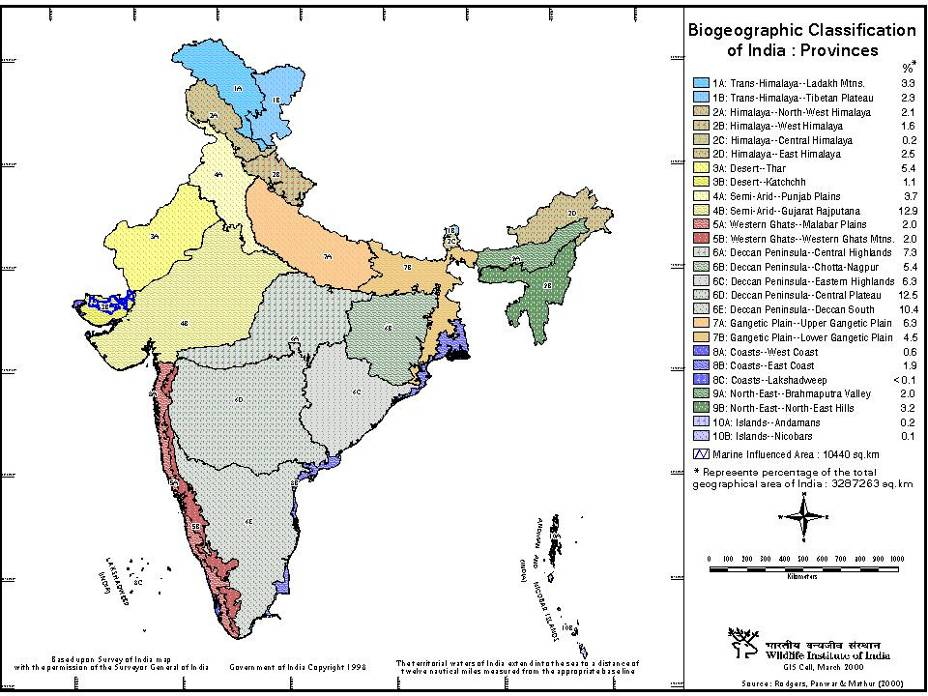 Biogeographic Classification
of India : Provinces
%*
1A: Trans-Himalaya--Ladakh Mtns. 3.3
1B: Trans-Himalaya--Tibetan Plateau 2.3
2A: Himalaya--North-West Himalaya 2.1
2B: Himalaya--West Himalaya 1.6
2C: Himalaya--Central Himalaya 0.2
2D: Himalaya--East Himalaya 2.5
3A: Desert--Thar 5.4
3B: Desert--Katchchh 1.1
4A: Semi-Arid--Punjab Plains 3.7
4B: Semi-Arid--Gujarat Rajputana 12.9
5A: Western Ghats--Malabar Plains 2.0
5B: Western Ghats--Western Ghats Mtns. 2.0
6A: Deccan Peninsula--Central Highlands 7.3
6B: Deccan Peninsula--Chotta-Nagpur 5.4
6C: Deccan Peninsula--Eastern Highlands 6.3
6D: Deccan Peninsula--Central Plateau 12.5
6E: Deccan Peninsula--Deccan South 10.4
7A: Gangetic Plain--Upper Gangetic Plain 6.3
7B: Gangetic Plain--Lower Gangetic Plain 4.5
8A: Coasts--West Coast 0.6
8B: Coasts--East Coast 1.9
8C: Coasts--Lakshadweep <0.1
9A: North-East--Brahmaputra Valley 2.0
9B: North-East--North-East Hills 3.2
10A: Islands--Andamans 0.2
10B: Islands--Nicobars 0.1
Marine Influenced Area : 10440 sq.km
* Represents percentage of the total
geographical area of India : 3287263 sq.km
N
W E
S
0 100 200 300 400 500 600 700 800 900 1000
Kilometers
भारतीय वन्यजीव संस्थान
Wildlife Institute of India
GIS Cell, March 2000
Source : Rodgers, Panwar & Mathur (2000)
1A
1B
2A
2B
4A
3A
7A
7B
1B
2C
2D
9A
9B
3B
4B
6A
6B
6C
6D
5A
5B
6E
8B
8C
LAKSHADWEEP
(INDIA)
ANDAMAN AND NICOBAR ISLANDS
(INDIA)
10B
Based upon Survey of India map
with the permission of the Surveyor General of India
Government of India Copyright 1998
The territorial waters of India extend into the sea to a distance of
twelve nautical miles measured from the appropriate baseline